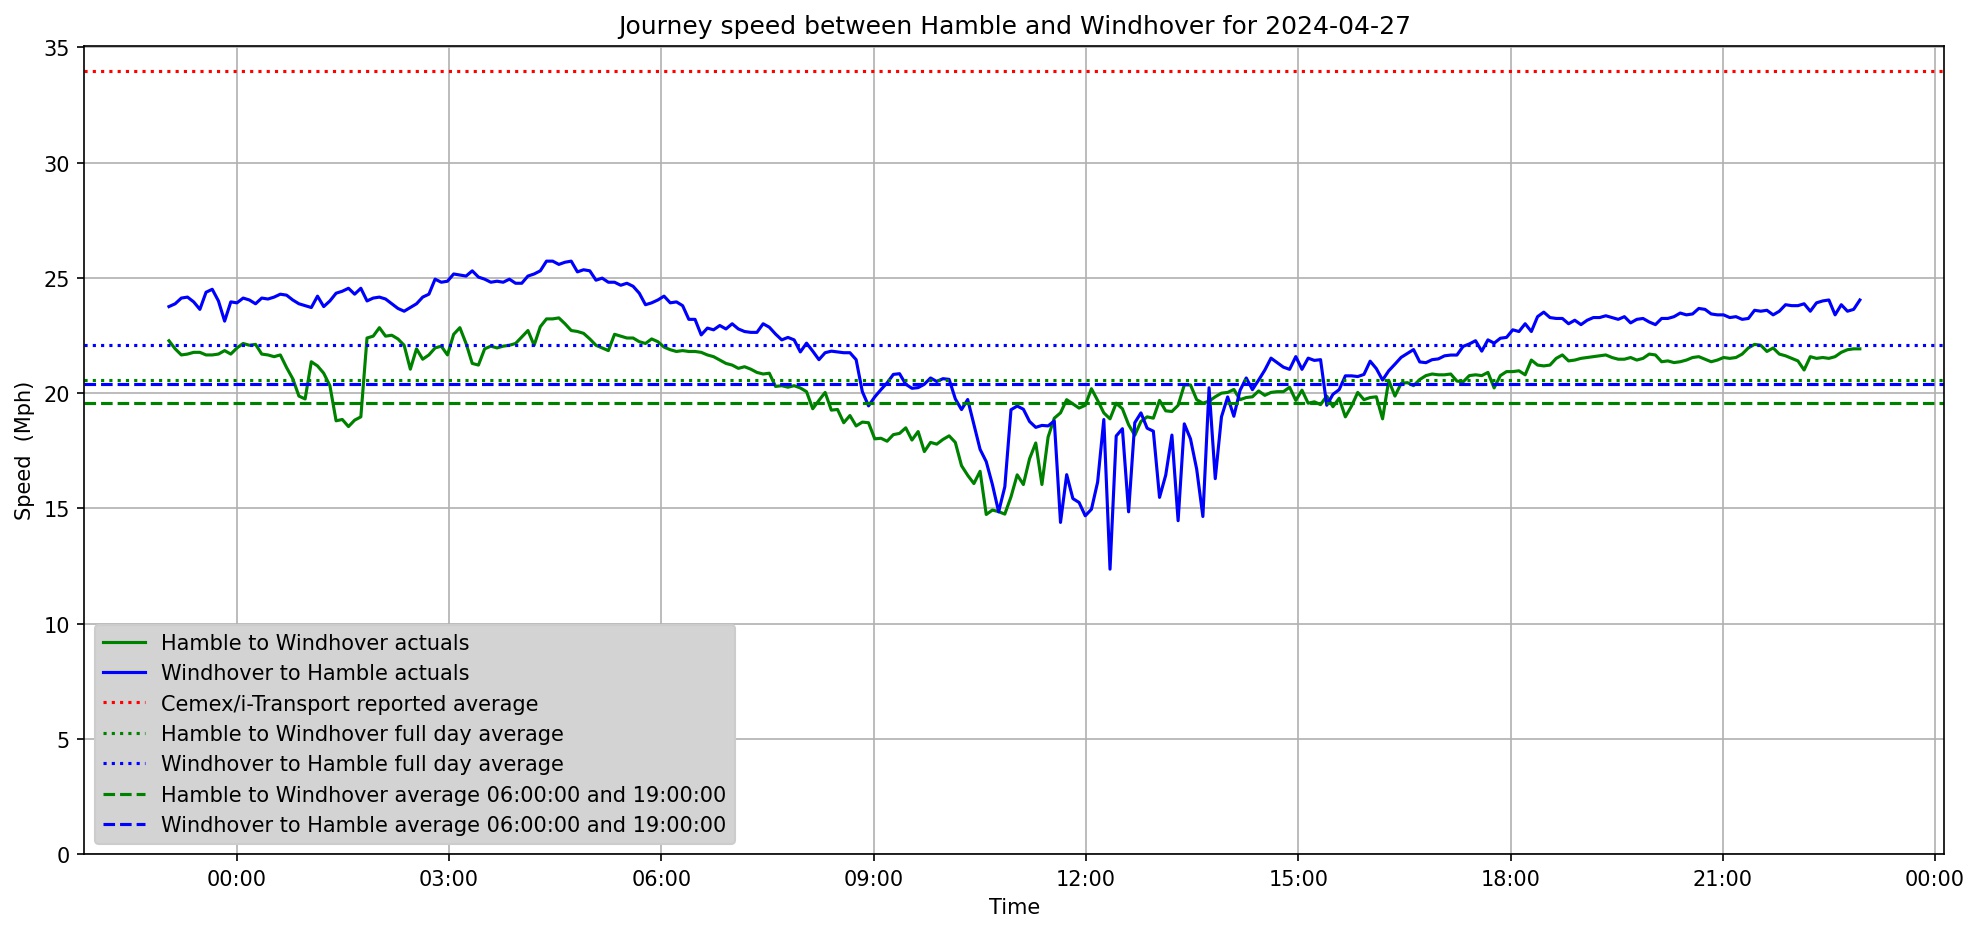 Journey speed between Hamble and Windhover for 2024-04-27
35
30
25
20
15
10
5
0
Speed (Mph)
Hamble to Windhover actuals
Windhover to Hamble actuals
Cemex/i-Transport reported average
Hamble to Windhover full day average
Windhover to Hamble full day average
Hamble to Windhover average 06:00:00 and 19:00:00
Windhover to Hamble average 06:00:00 and 19:00:00
00:00 03:00 06:00 09:00 12:00 15:00 18:00 21:00 00:00
Time